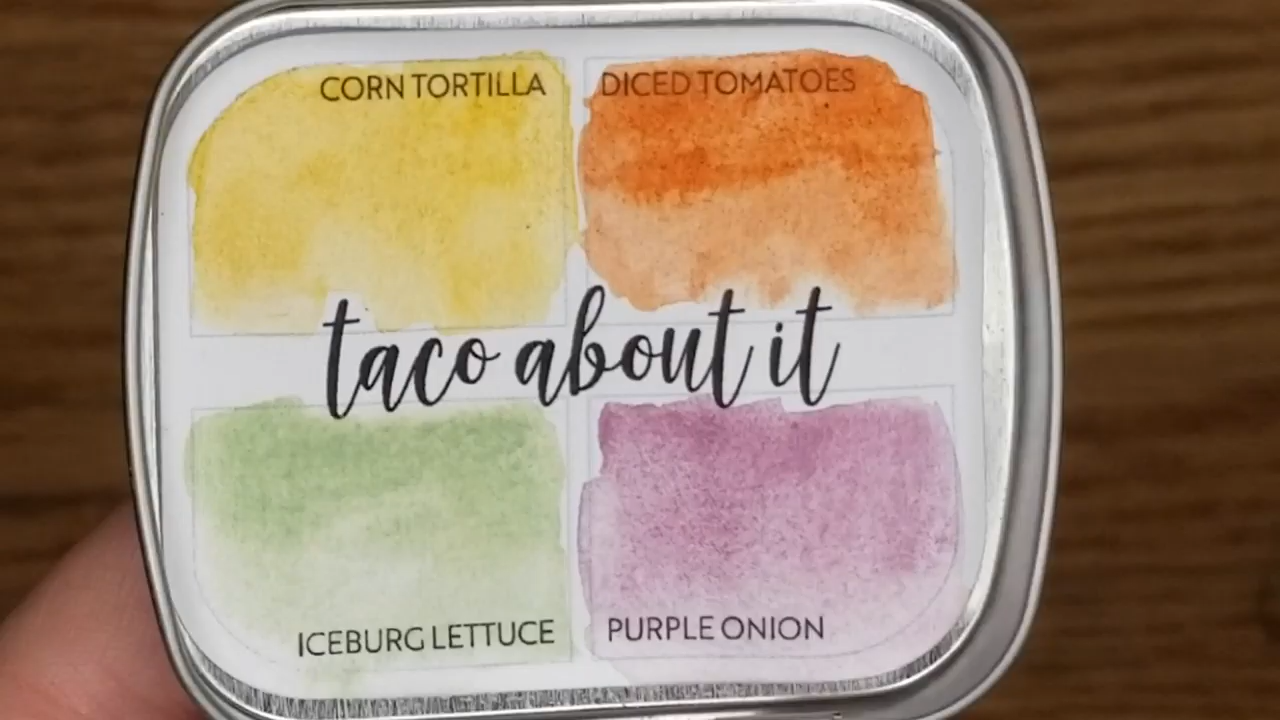 CORN TORTILLA
DICED TOMATOES
taco about it
ICEBURG LETTUCE
PURPLE ONION